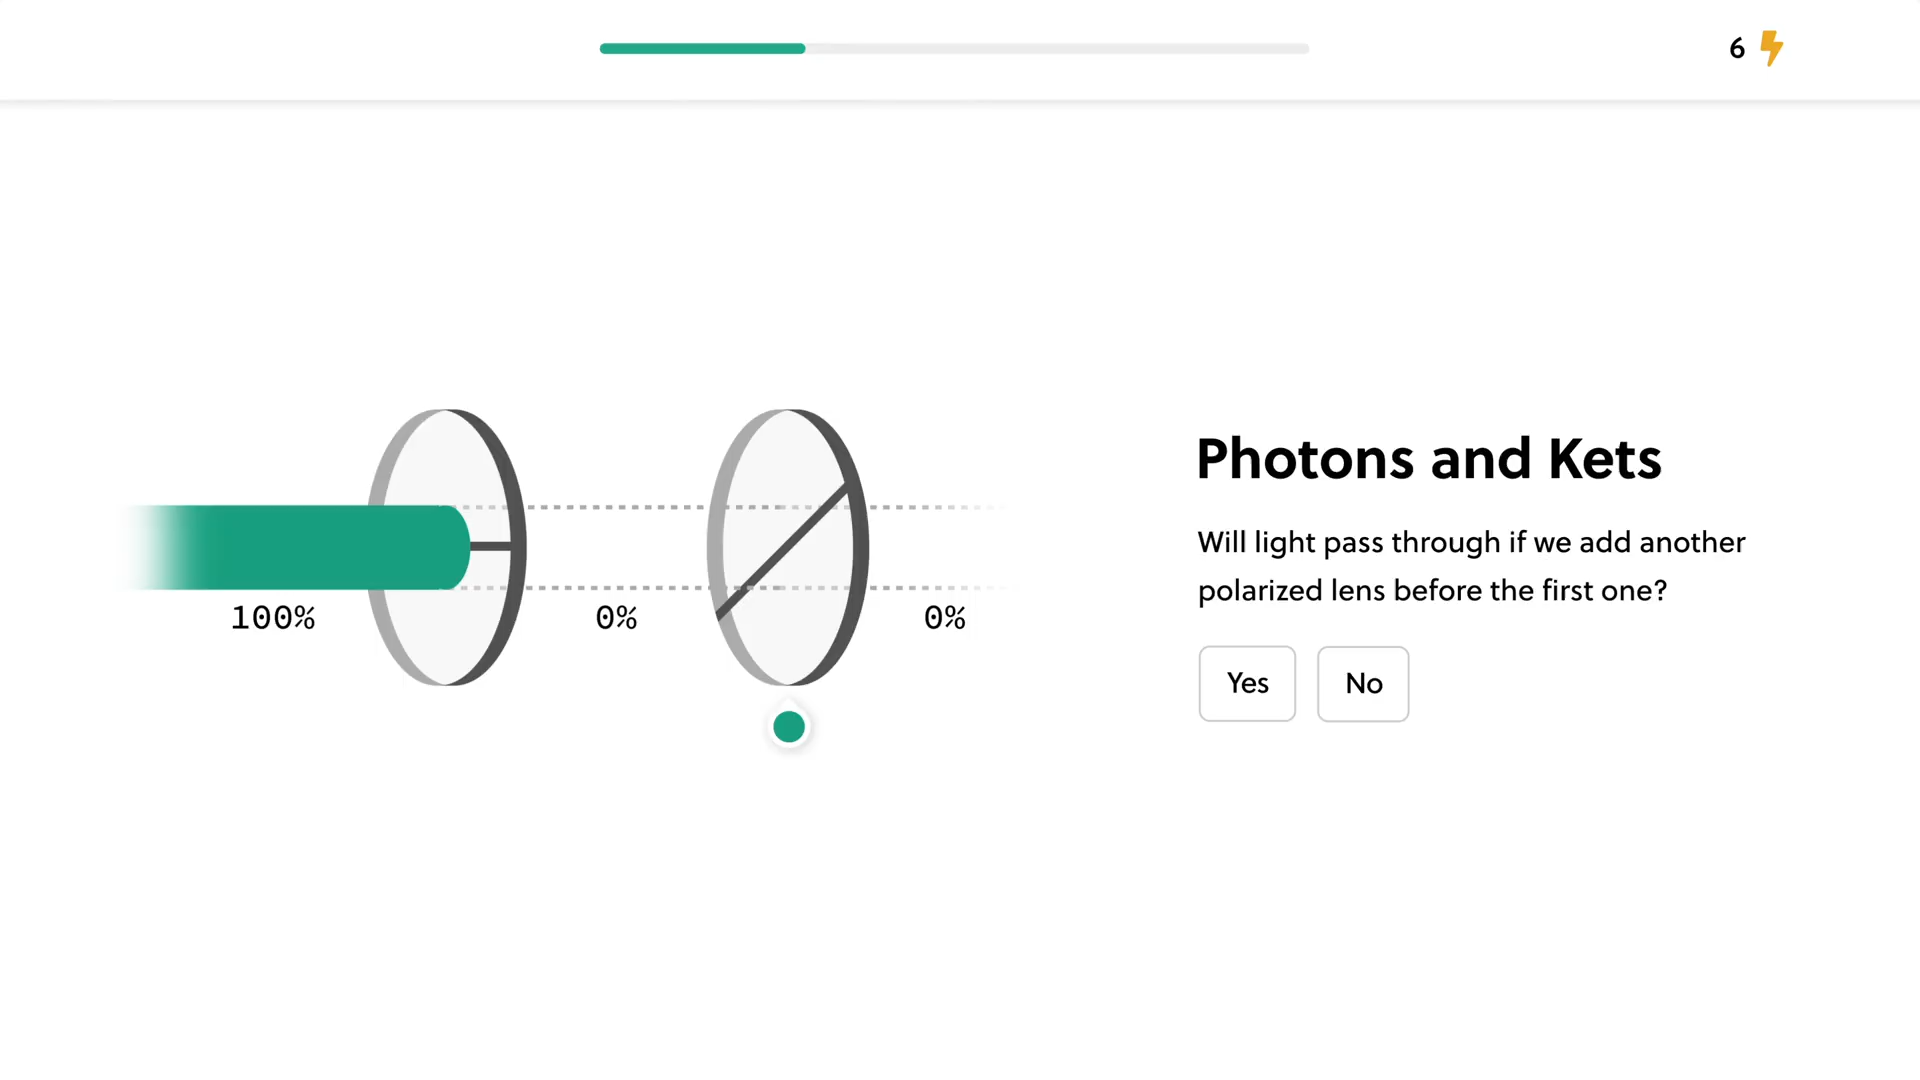 6
100%
0%
0%
Photons and Kets
Will light pass through if we add another
polarized lens before the first one?
Yes
No